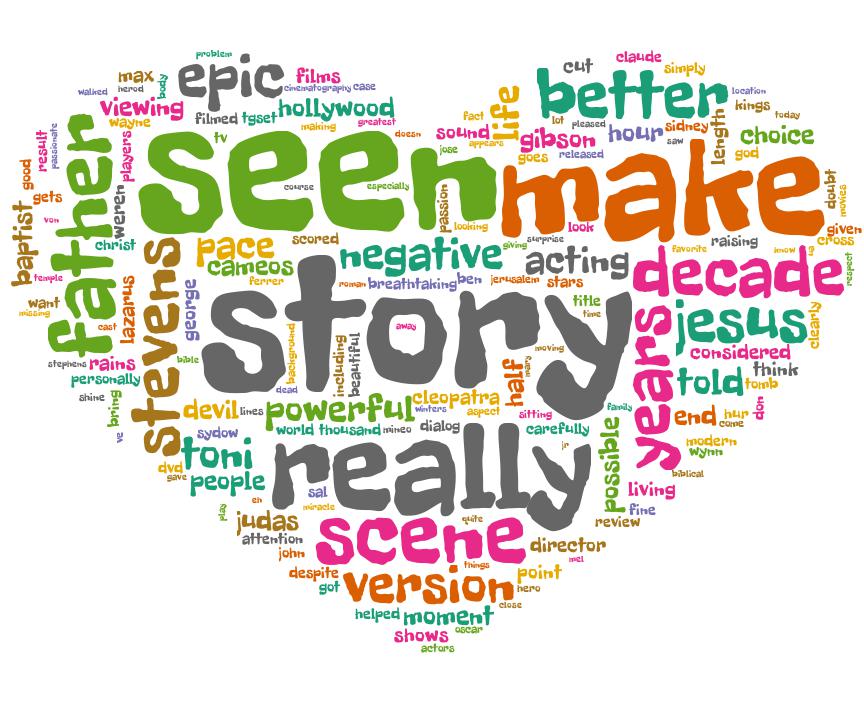 problem
max
epic
films
cut
claude
simply
walked
herod
body
cinematography
case
better
location
viewing
hollywood
life
kings
wayne
filmed
tgset
making
greatest
fact
lot
pleased
today
tv
doesn
sound
gibson
hour
sidney
length
choice
appears
saw
result
passionate
father
players
seen
jose
goes
released
god
make
good
gets
baptist
weren
course
especially
passion
doubt
movies
von
christ
stevens
pace
scored
looking
look
surprise
giving
raising
favorite
know
given
cross
cameos
negative
acting
decade
respect
temple
lazarus
george
ferrer
roman
breathtaking
ben
jerusalem
stars
want
missing
cast
story
title
time
years
jesus
clearly
away
background
including
beautiful
moving
considered
stephens
rains
bible
half
mary
told
think
personally
dead
tomb
shine
bring
devil
lines
powerful
cleopatra
winters
aspect
sitting
family
end
hur
come
don
ve
sydow
world
thousand
mineo
dialog
carefully
possible
modern
wynn
toni
really
jr
dvd
gave
people
biblical
en
sal
living
miracle
fine
play
judas
quite
review
attention
scene
director
john
mel
things
despite
got
version
point
hero
close
helped
moment
shows
oscar
actors